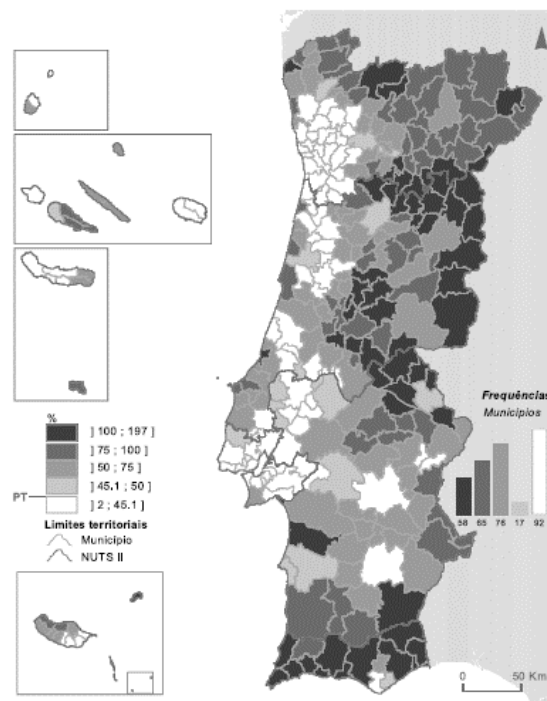 %
] 100 ; 197 ]
] 75 ; 100 ]
] 50 ; 75 ]
] 45.1 ; 50 ]
PT
] 2 ; 45.1 ]
Limites territoriais
Município
NUTS II
Frequências
Municípios
58 65 76 17 92
0 50 Km